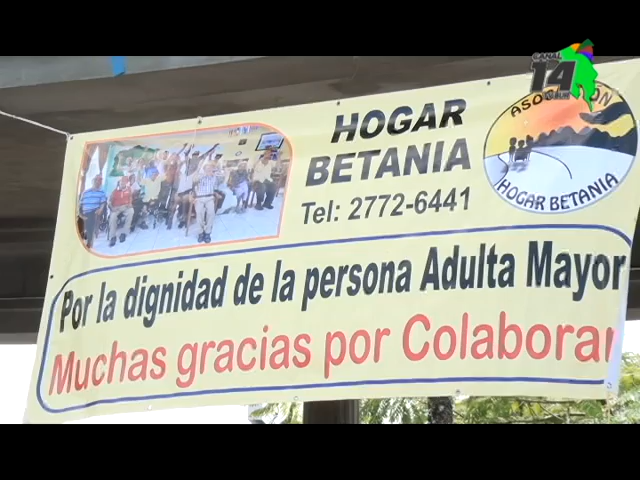 CANAL
14
HOGAR
BETANIA
Tel: 2772-6441
ASOCIACION
HOGAR BETANIA
Por la dignidad de la persona Adulta Mayor
Muchas gracias por Colaborar